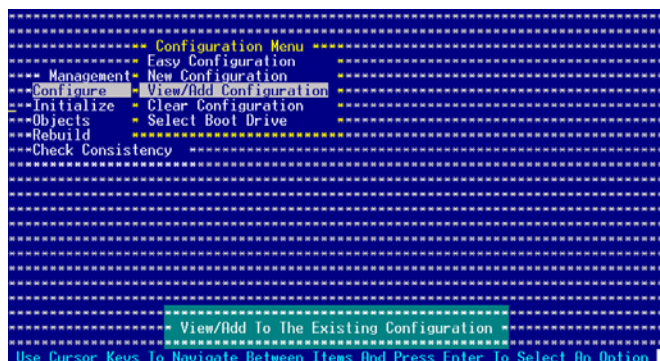 Configuration Menu
Easy Configuration
Management
New Configuration
Configure
View/Add Configuration
Initialize
Clear Configuration
Objects
Select Boot Drive
Rebuild
Check Consistency
View/Add To The Existing Configuration
Use Cursor Keys To Navigate Between Items And Press Enter To Select An Option